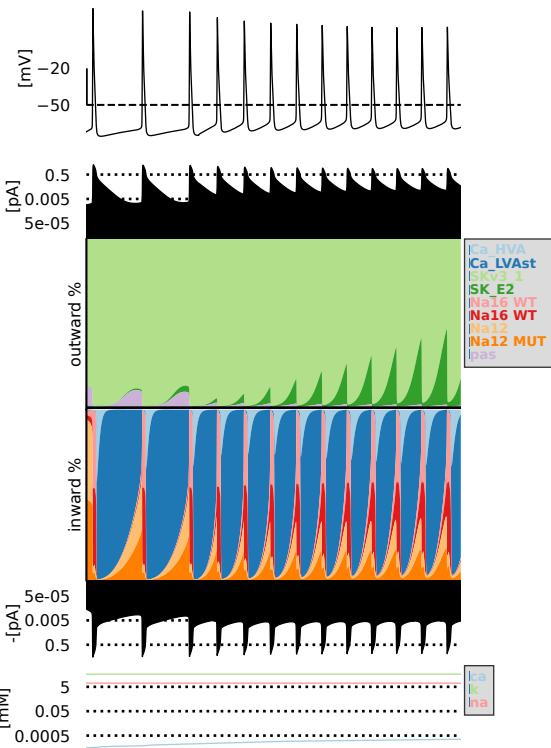 [mV]
−20
−50
[pA]
0.5
0.005
5e-05
outward %
Ca_HVA
Ca_LVAst
SKv3_1
SK_E2
Na16 WT
Na16 WT
Na12
Na12 MUT
pas
inward %
5e-05
0.005
0.5
-[pA]
ca
k
na
[mM]
5
0.05
0.0005